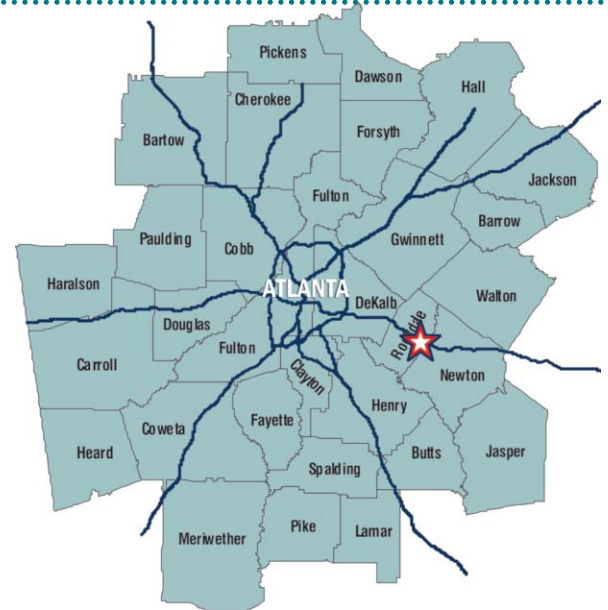 Pickens
Dawson
Hall
Cherokee
Forsyth
Bartow
Jackson
Fulton
Barrow
Paulding
Cobb
Gwinnett
Haralson
ATLANTA
Walton
DeKalb
Douglas
Fulton
Carroll
Clayton
Newton
Henry
Coweta
Fayette
Heard
Butts
Jasper
Spalding
Pike
Lamar
Meriwether